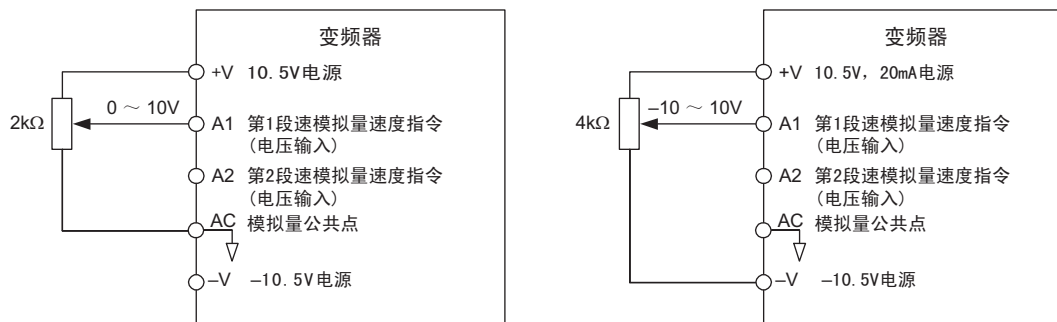 变频器
+V 10.5V电源
0 ～ 10V
2kΩ
A1 第1段速模拟量速度指令
(电压输入)
A2 第2段速模拟量速度指令
(电压输入)
AC 模拟量公共点
–V –10.5V电源
变频器
+V 10.5V，20mA电源
–10 ～ 10V
4kΩ
A1 第1段速模拟量速度指令
(电压输入)
A2 第2段速模拟量速度指令
(电压输入)
AC 模拟量公共点
–V –10.5V电源